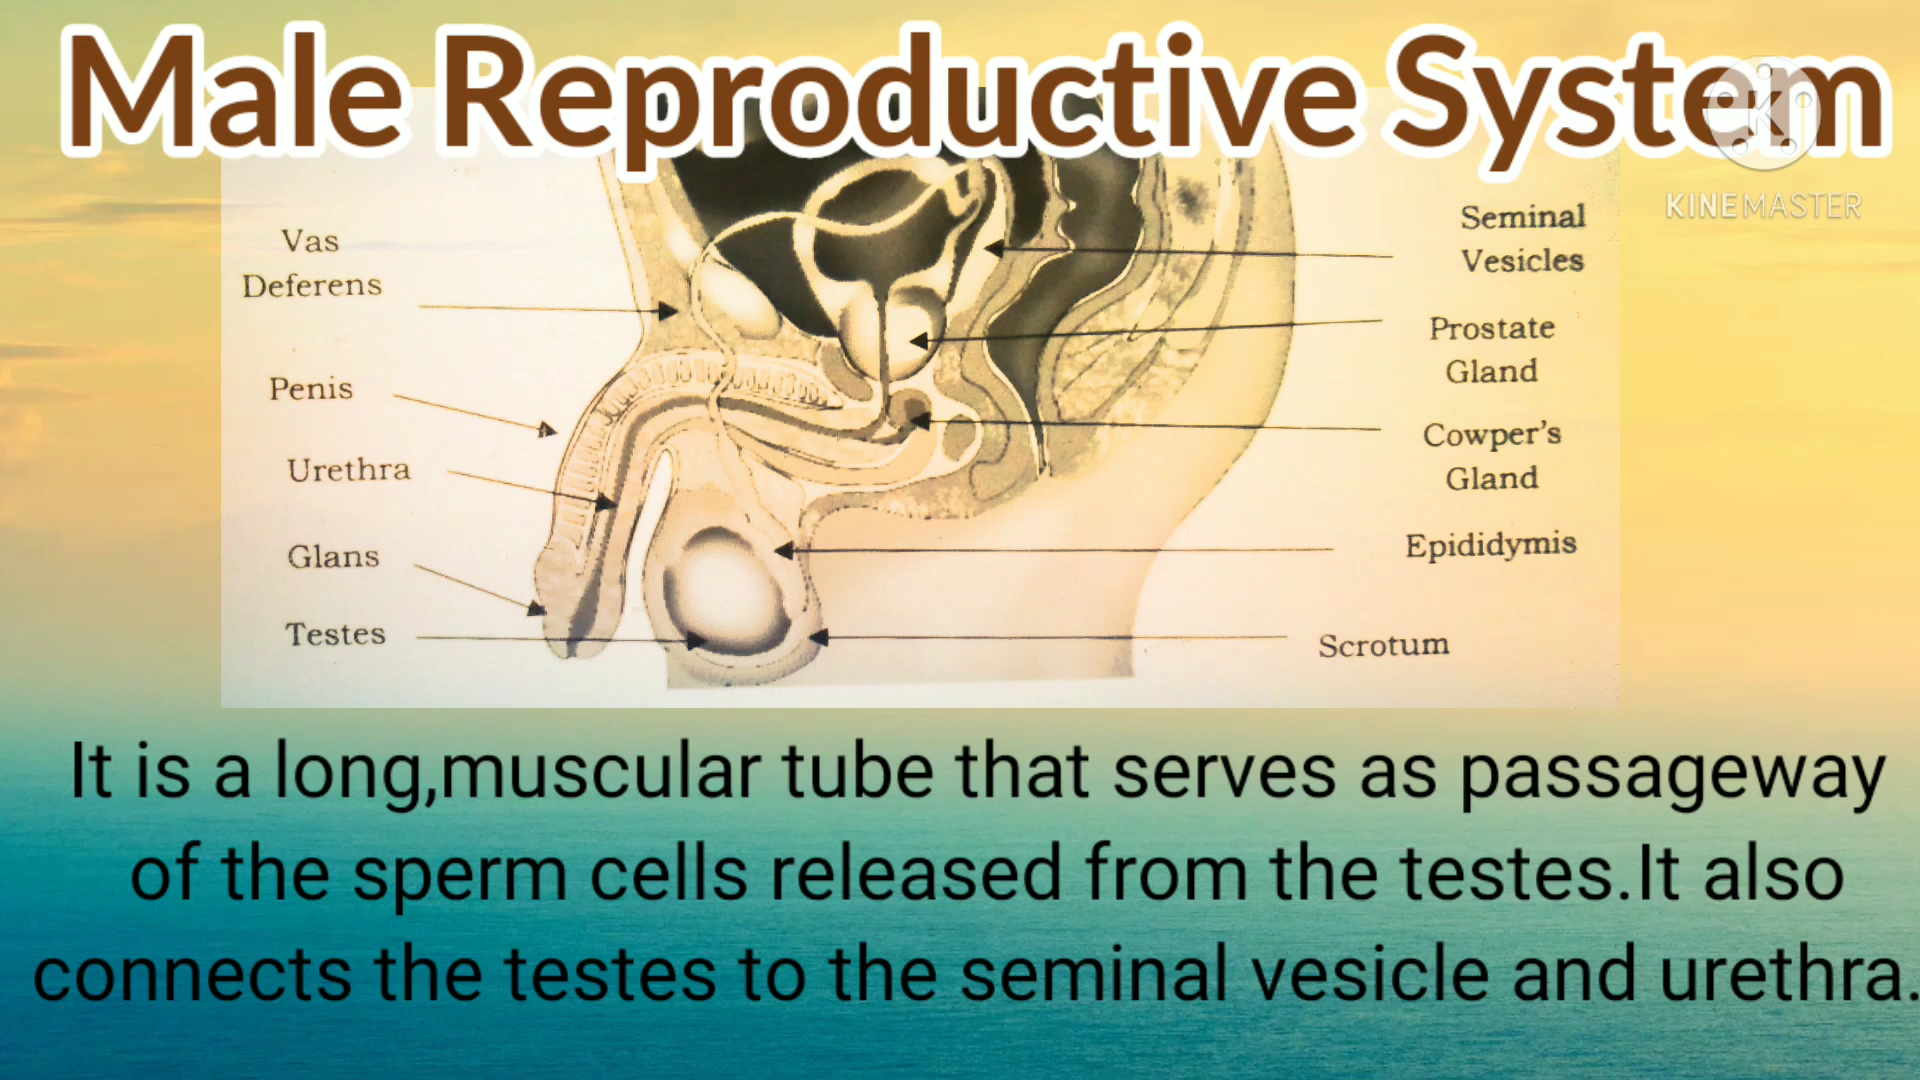 Male Reproductive System
KINEMASTER
Vas
Deferens
Penis
Urethra
Glans
Testes
Seminal
Vesicles
Prostate
Gland
Cowper's
Gland
Epididymis
Scrotum
It is a long,muscular tube that serves as passageway
of the sperm cells released from the testes.It also
connects the testes to the seminal vesicle and urethra.